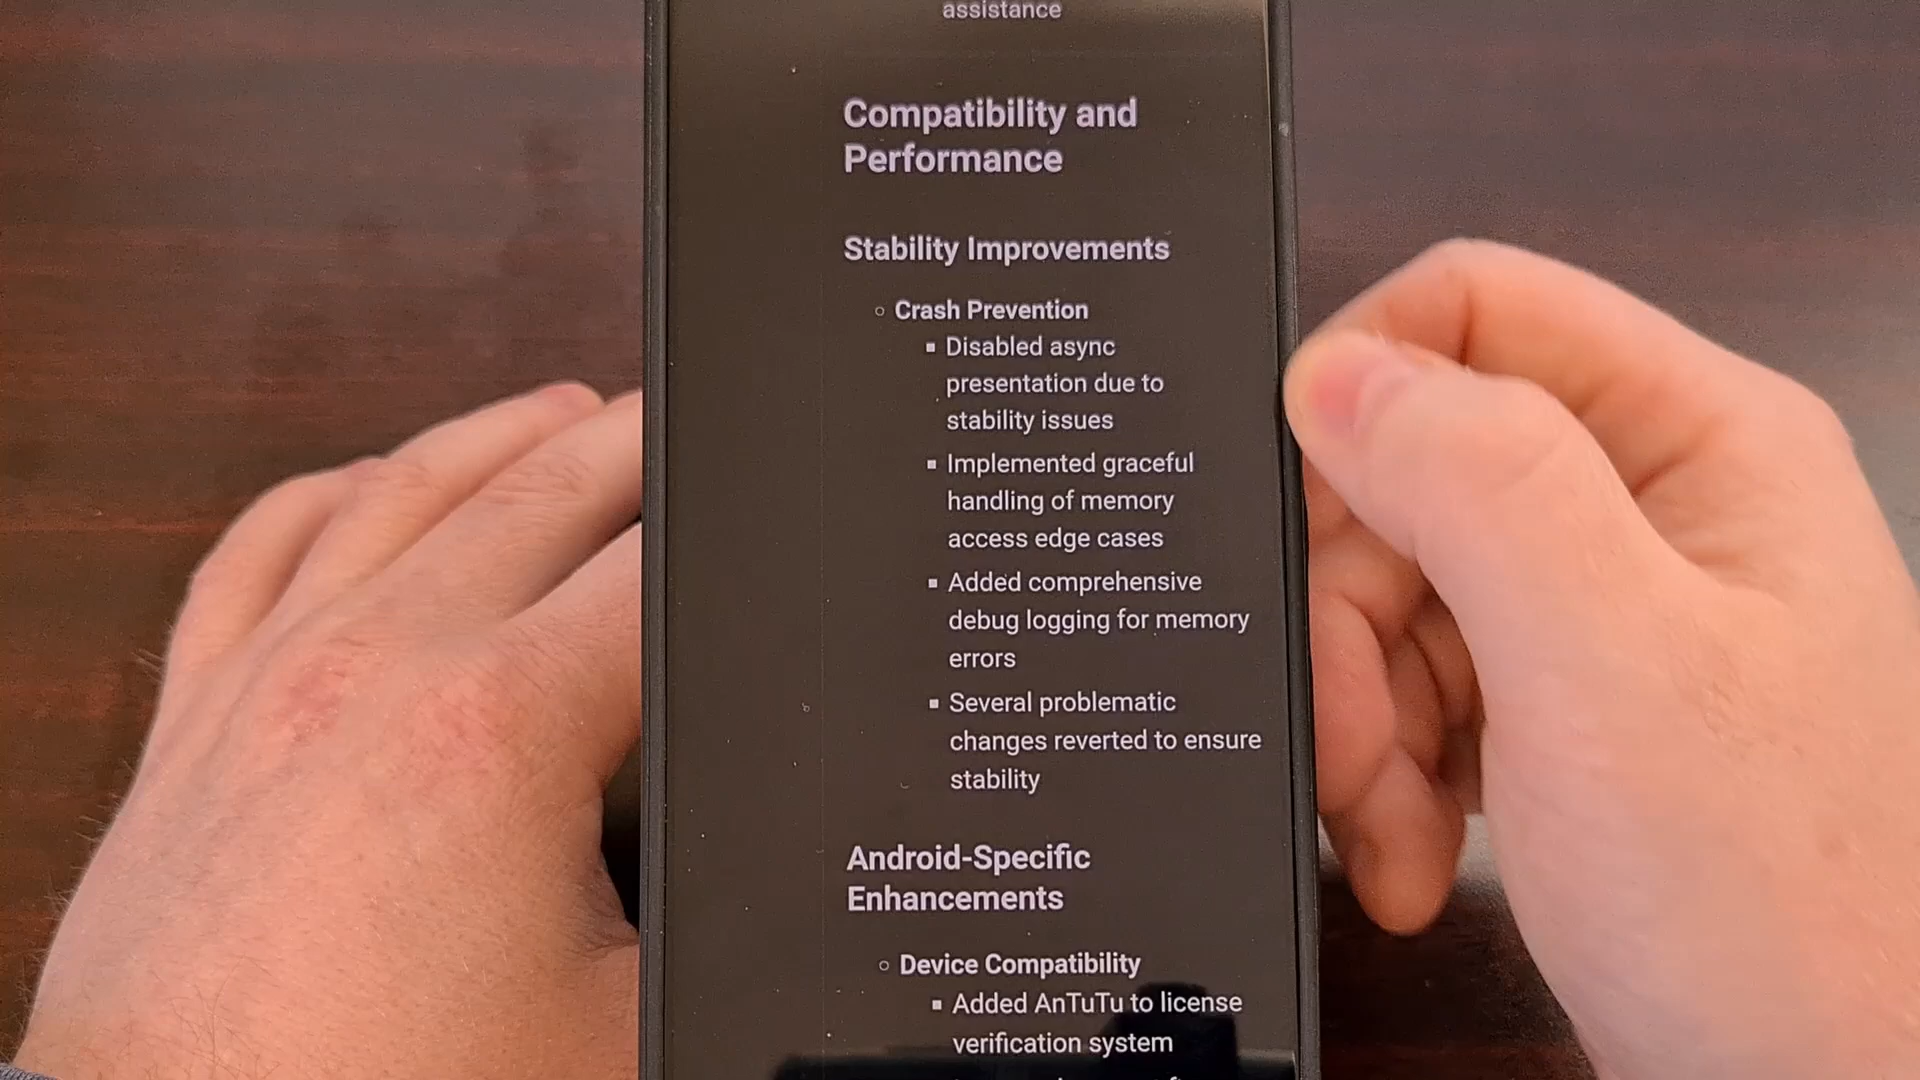 assistance
Compatibility and
Performance
Stability Improvements
Crash Prevention
Disabled async
presentation due to
stability issues
Implemented graceful
handling of memory
access edge cases
Added comprehensive
debug logging for memory
errors
Several problematic
changes reverted to ensure
stability
Android-Specific
Enhancements
Device Compatibility
Added AnTuTu to license
verification system